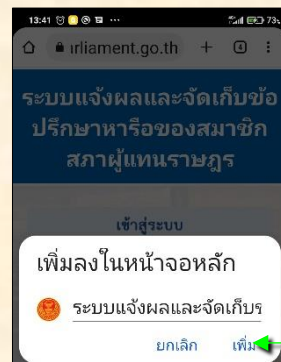 13:41
irliament.go.th
ระบบแจ้งผลและจัดเก็บข้อ
ปรึกษาหารือของสมาชิก
สภาผู้แทนราษฎร
เข้าสู่ระบบ
เพิ่มลงในหน้าจอหลัก
ระบบแจ้งผลและจัดเก็บข
ยกเลิก เพิ่ม